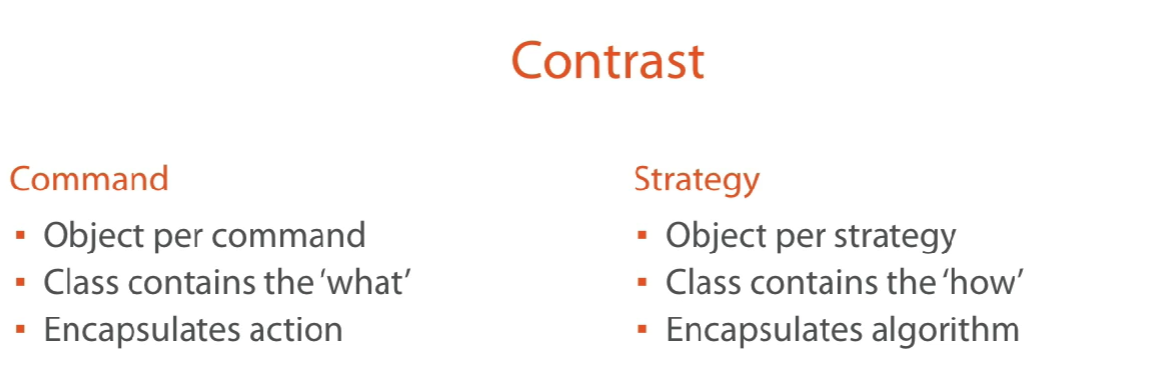 Contrast
Command
▪ Object per command
▪ Class contains the ‘what’
▪ Encapsulates action
Strategy
▪ Object per strategy
▪ Class contains the ‘how’
▪ Encapsulates algorithm